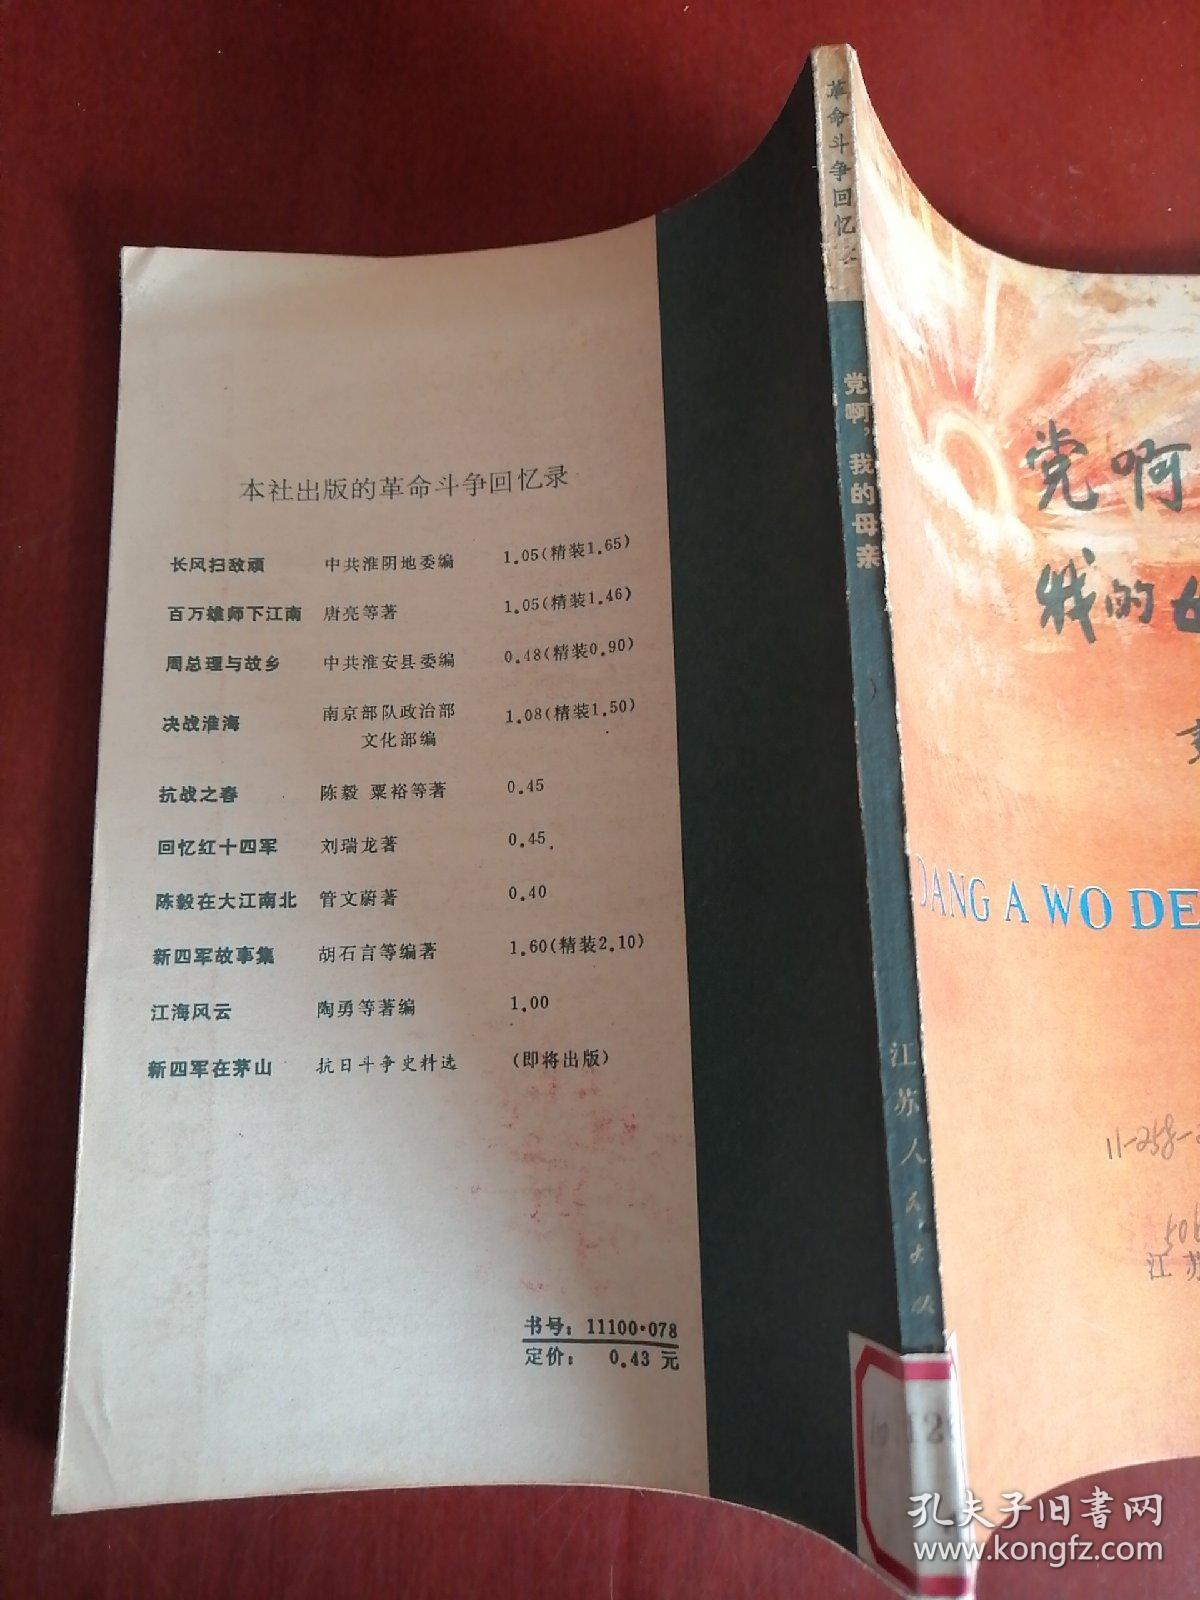 本社出版的革命斗争回忆录
长风扫敌顽 中共淮阴地委编 1.05(精装1.65)
百万雄师下江南 唐亮等著 1.05(精装1.46)
周总理与故乡 中共淮安县委编 0.48(精装0.90)
决战淮海 南京部队政治部 1.08(精装1.50)
文化部编
抗战之春 陈毅 粟裕等著 0.45
回忆红十四军 刘瑞龙著 0.45
陈毅在大江南北 管文蔚著 0.40
新四军故事集 胡石言等编著 1.60(精装2.10)
江海风云 陶勇等著编 1.00
新四军在茅山 抗日斗争史料选 (即将出版)
书号：11100·078
定价： 0.43 元
革命斗争回忆
党啊，我的母亲
江苏人民
党啊
我的
DANG A WO DE
11-258-
江苏
孔夫子旧书网
www.kongfz.com